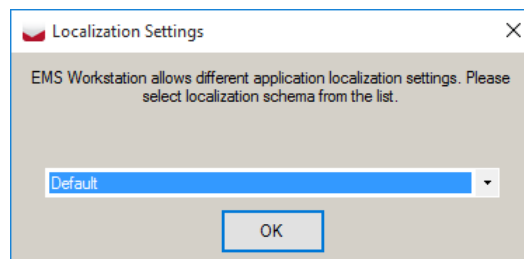 Localization Settings
EMS Workstation allows different application localization settings. Please
select localization schema from the list.
Default
OK